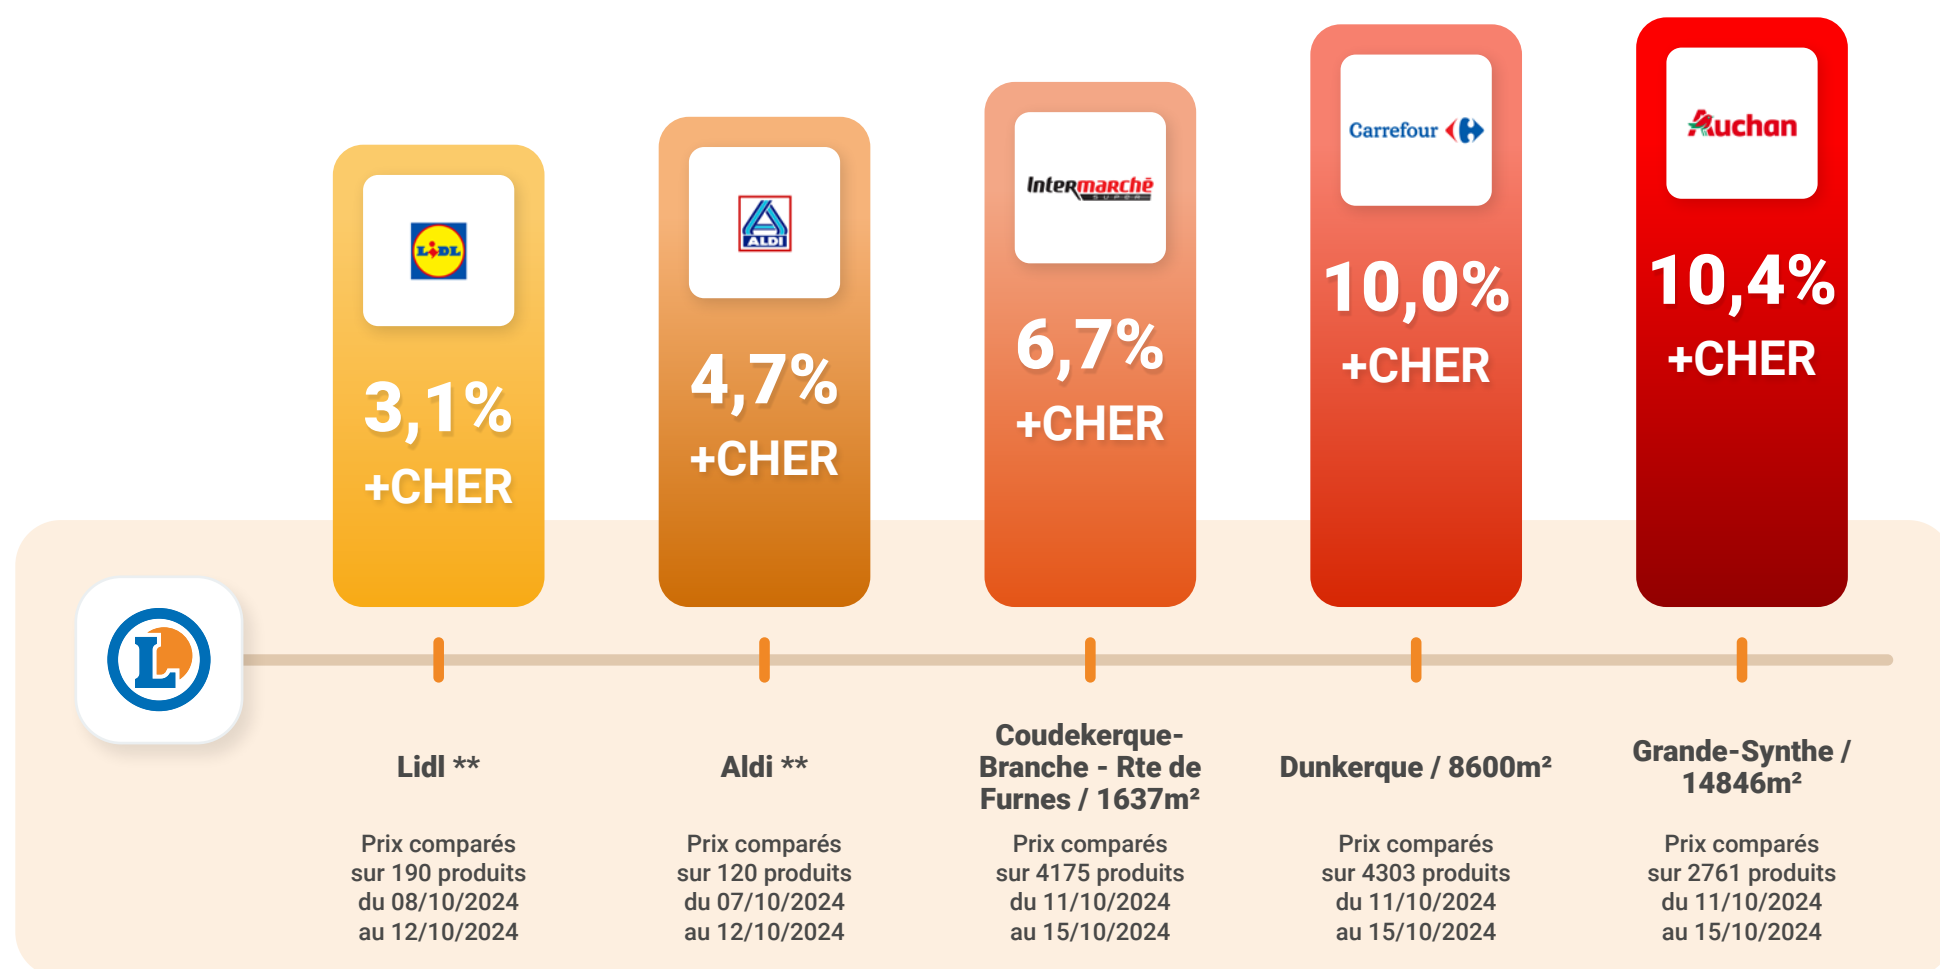 LIDL
3,1%
+CHER
ALDI
4,7%
+CHER
Intermarchē
SUPER
6,7%
+CHER
Carrefour
10,0%
+CHER
Auchan
10,4%
+CHER
L
Lidl **
Prix comparés
sur 190 produits
du 08/10/2024
au 12/10/2024
Aldi **
Prix comparés
sur 120 produits
du 07/10/2024
au 12/10/2024
Coudekerque-
Branche - Rte de
Furnes / 1637m²
Prix comparés
sur 4175 produits
du 11/10/2024
au 15/10/2024
Dunkerque / 8600m²
Prix comparés
sur 4303 produits
du 11/10/2024
au 15/10/2024
Grande-Synthe /
14846m²
Prix comparés
sur 2761 produits
du 11/10/2024
au 15/10/2024